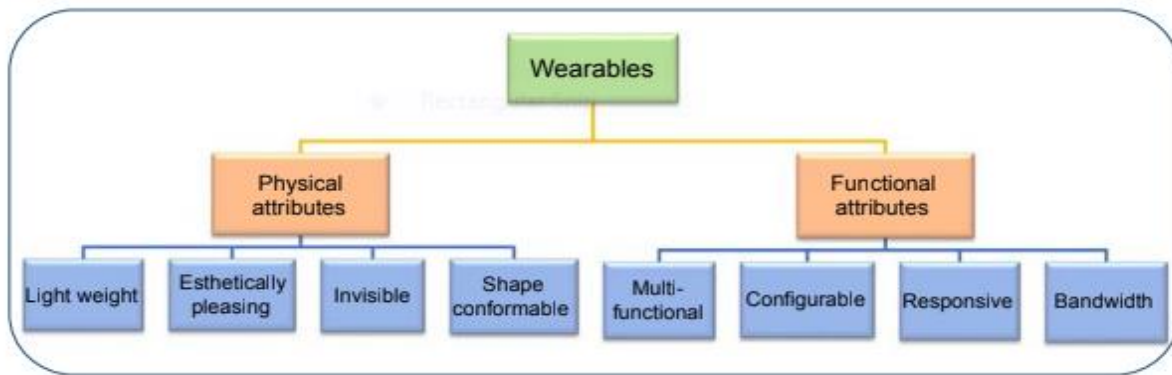 Wearables
Physical
attributes
Functional
attributes
Light weight
Esthetically
pleasing
Invisible
Shape
conformable
Multi-
functional
Configurable
Responsive
Bandwidth